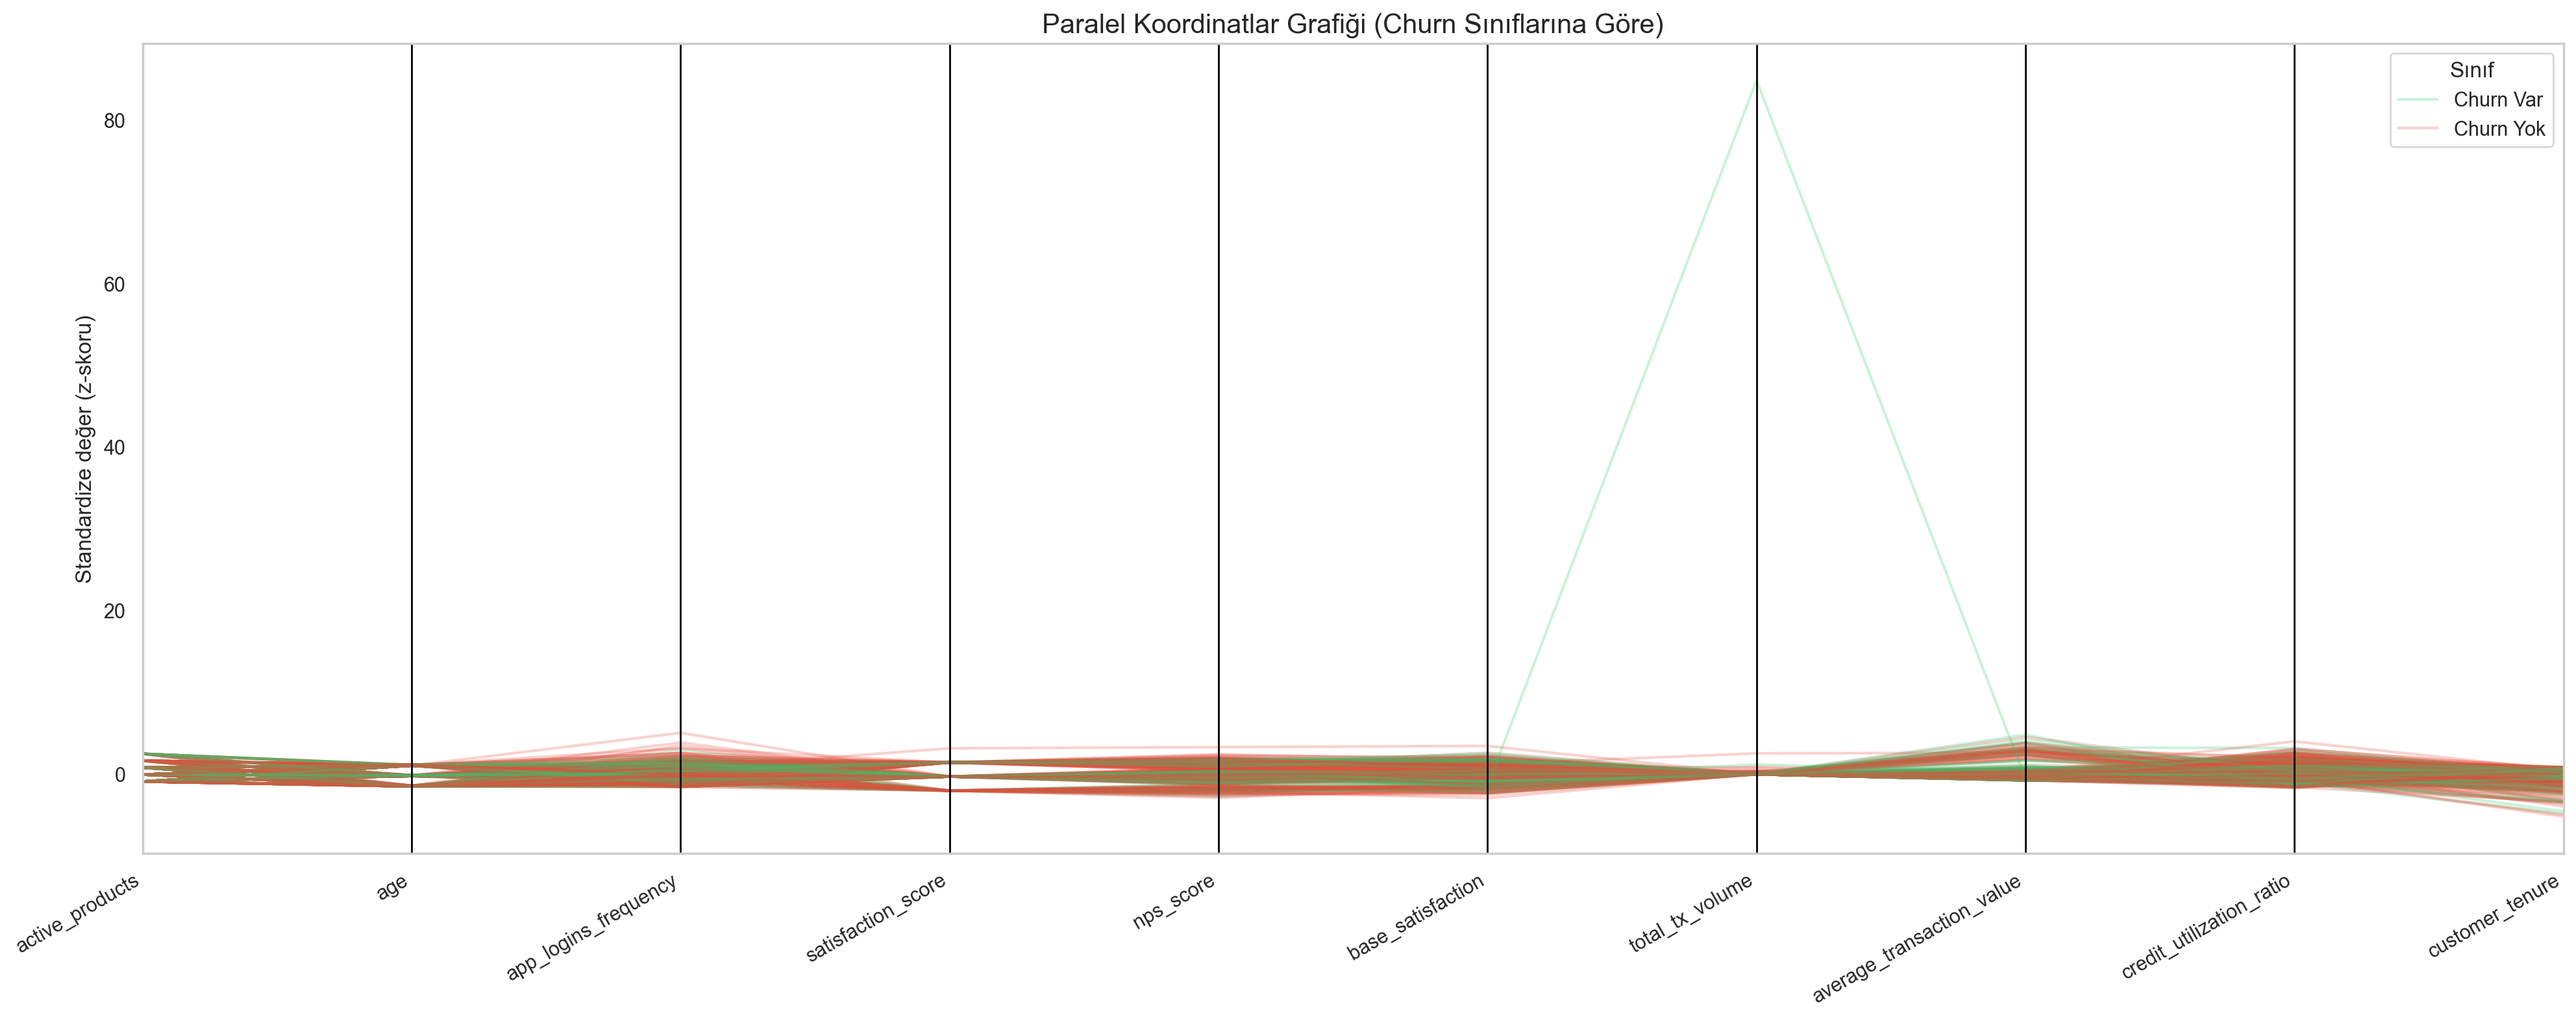 Paralel Koordinatlar Grafiği (Churn Sınıflarına Göre)
Sınıf
Churn Var
Churn Yok
Standardize değer (z-skoru)
80
60
40
20
0
active_products
age
app_logins_frequency
satisfaction_score
nps_score
base_satisfaction
total_tx_volume
average_transaction_value
credit_utilization_ratio
customer_tenure